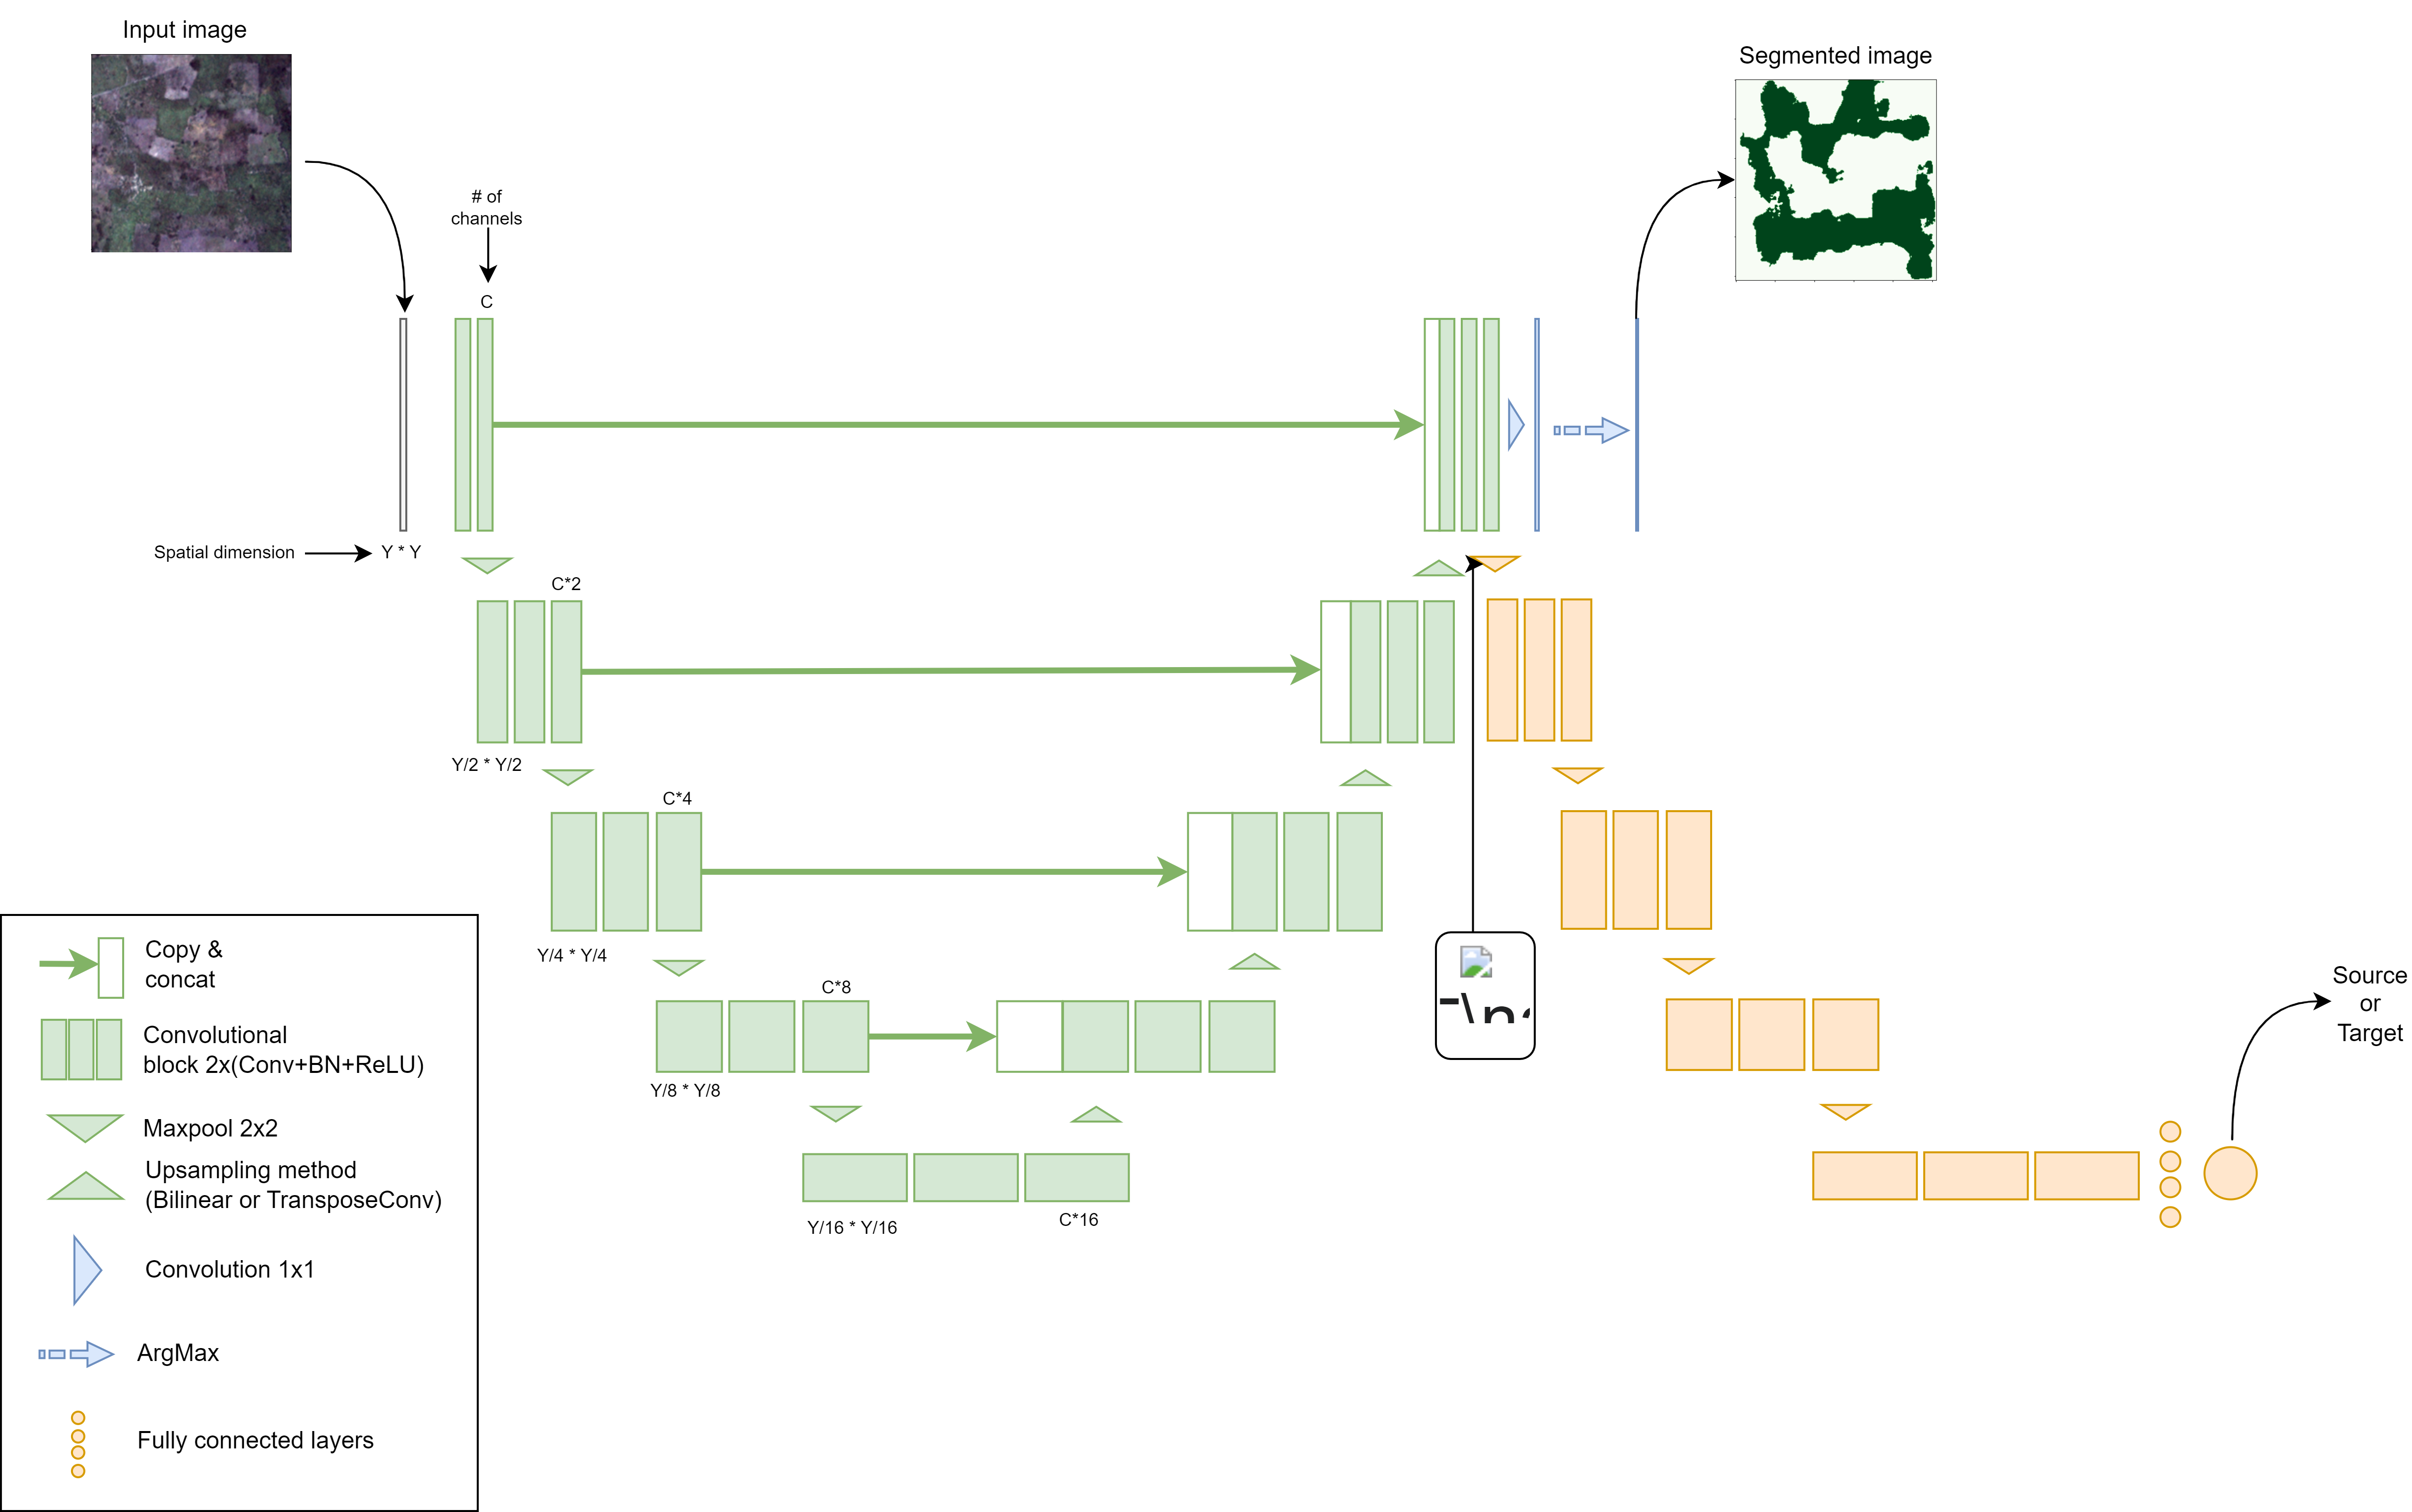 Input image
Segmented image
# of
channels
C
Spatial dimension
Y * Y
C*2
Y/2 * Y/2
C*4
Y/4 * Y/4
C*8
Y/8 * Y/8
Y/16 * Y/16
C*16
Source
or
Target
Copy &
concat
Convolutional
block 2x(Conv+BN+ReLU)
Maxpool 2x2
Upsampling method
(Bilinear or TransposeConv)
Convolution 1x1
ArgMax
Fully connected layers